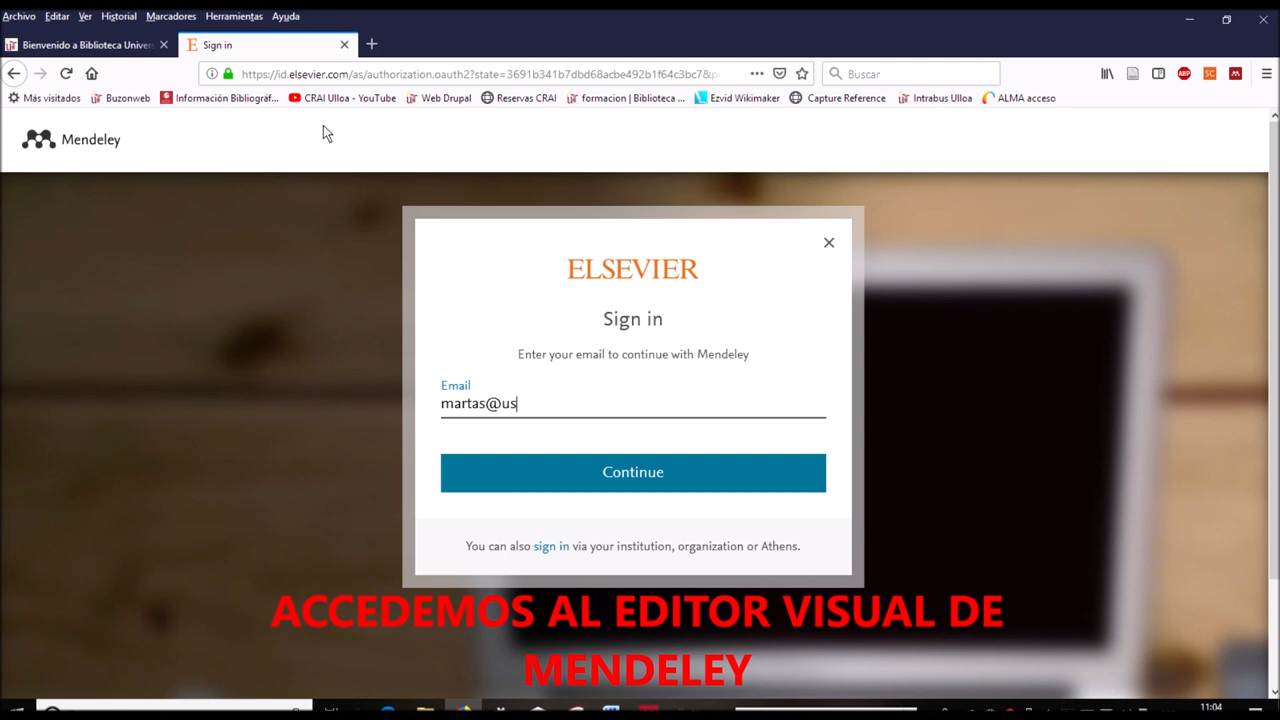 Archivo Editar Ver Historial Marcadores Herramientas Ayuda
Bienvenido a Biblioteca Univers
E Sign in
https://id.elsevier.com/as/authorization.oauth2?state=3691b341b7dbd68acbe492b1f64c3bc7&
Buscar
ABP SC
Más visitados Buzonweb Información Bibliográf... CRAI Ulloa - YouTube Web Drupal Reservas CRAI formacion | Biblioteca ... Ezvid Wikimaker Capture Reference Intrabus Ulloa ALMA acceso
Mendeley
ELSEVIER
Sign in
Enter your email to continue with Mendeley
Email
martas@us
Continue
You can also sign in via your institution, organization or Athens.
ACCEDEMOS AL EDITOR VISUAL DE
MENDELEY
11:04